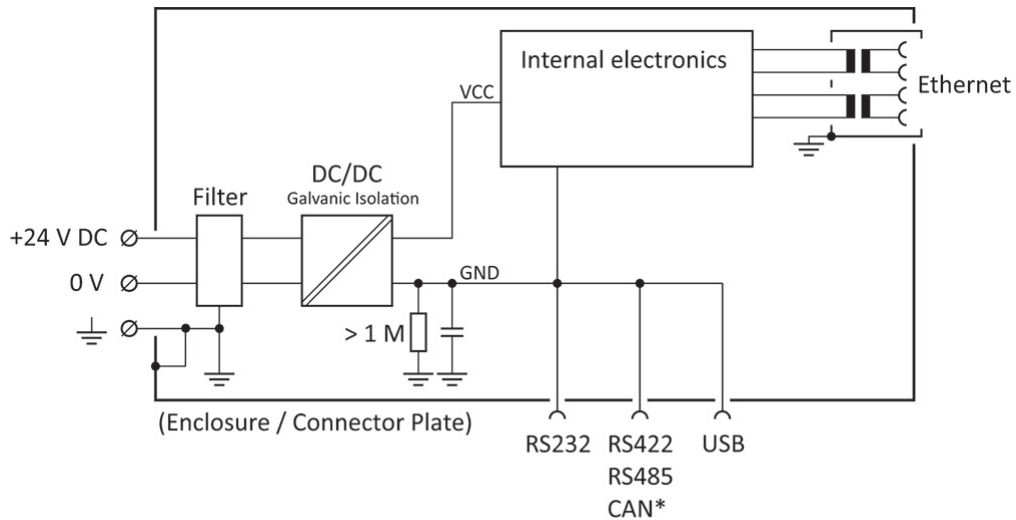 Internal electronics
Ethernet
VCC
DC/DC
Galvanic Isolation
Filter
+24 V DC
0 V
GND
> 1 M
(Enclosure / Connector Plate)
RS232 RS422 USB
RS485
CAN*